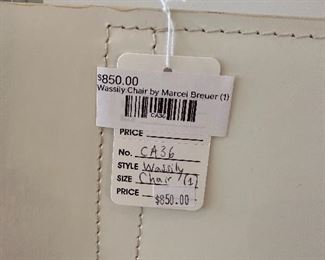 $850.00
Wassily Chair by Marcel Breuer (1)
CA36
PRICE
No. CA36
STYLE Wassily
SIZE Chair (1)
PRICE $850.00